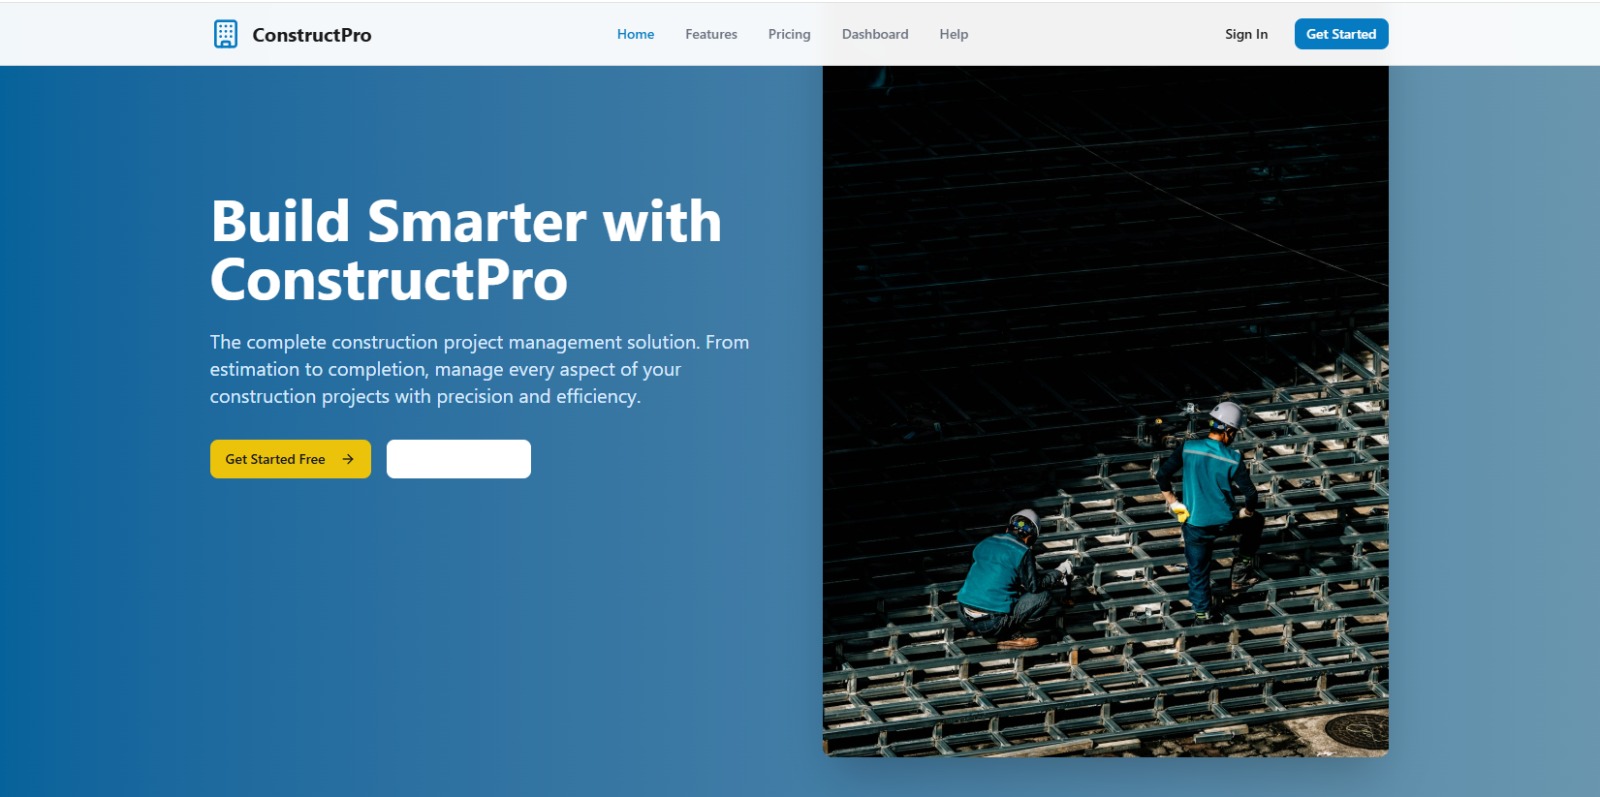 ConstructPro
Home Features Pricing Dashboard Help
Sign In Get Started
Build Smarter with
ConstructPro
The complete construction project management solution. From
estimation to completion, manage every aspect of your
construction projects with precision and efficiency.
Get Started Free